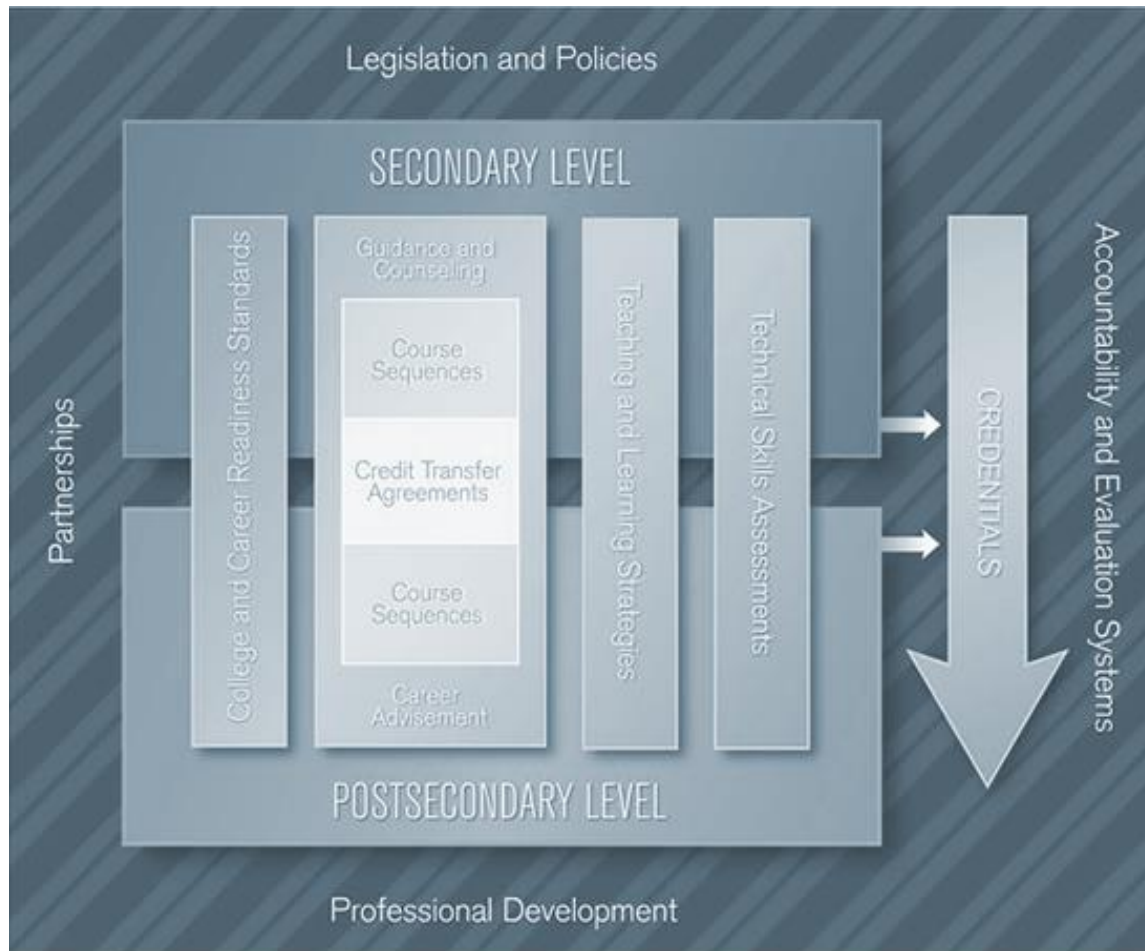 Legislation and Policies
SECONDARY LEVEL
Partnerships
College and Career Readiness Standards
Guidance and
Counseling
Course
Sequences
Credit Transfer
Agreements
Course
Sequences
Career
Advisement
Teaching and Learning Strategies
Technical Skills Assessments
CREDENTIALS
Accountability and Evaluation Systems
POSTSECONDARY LEVEL
Professional Development